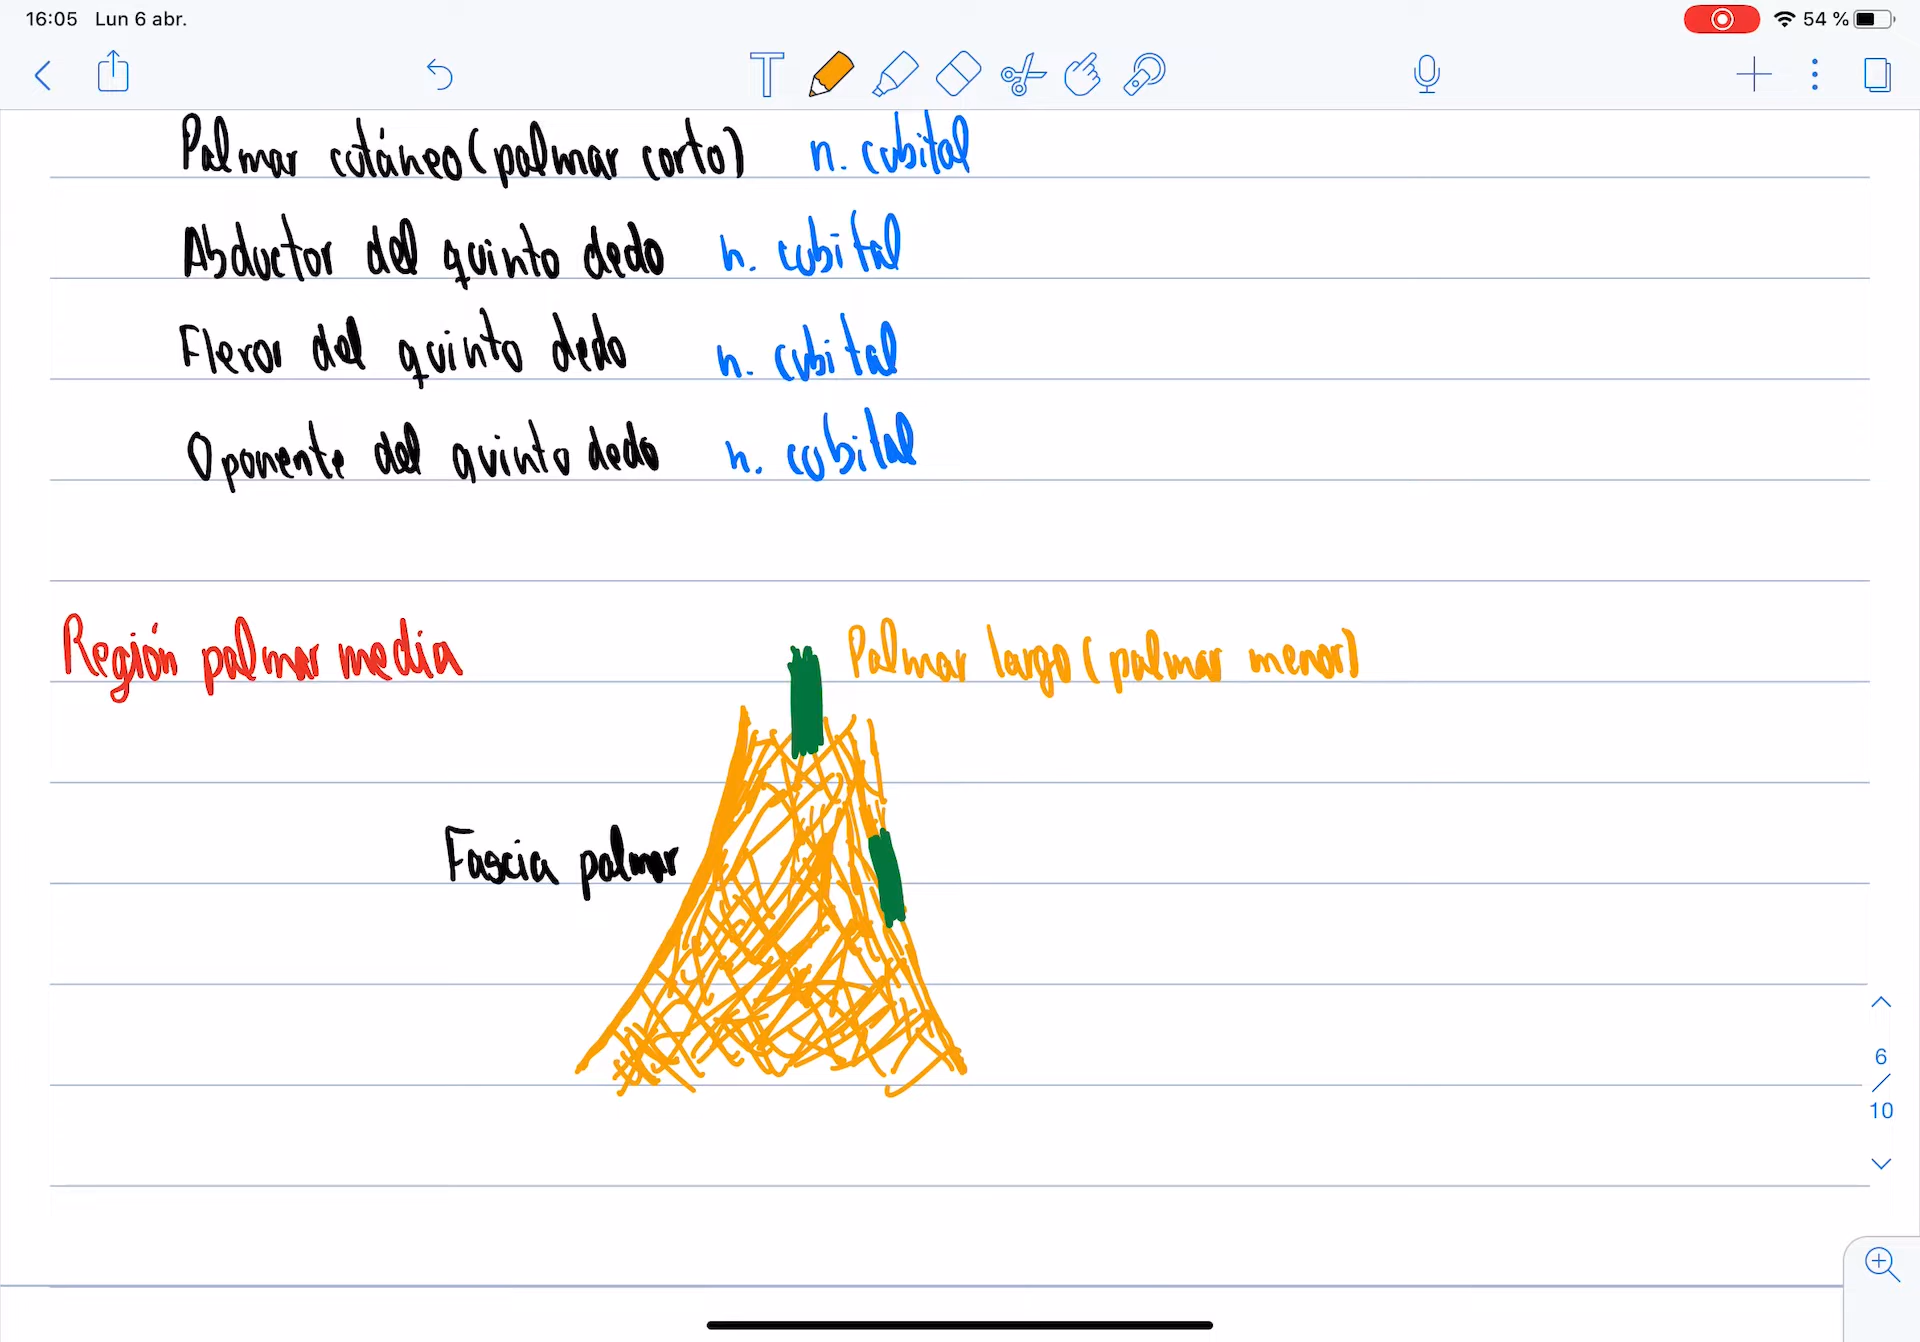 16:05 Lun 6 abr. 54 %
Palmar cutáneo (palmar corto) n. cubital
Abductor del quinto dedo n. cubital
Flexor del quinto dedo n. cubital
Oponente del quinto dedo n. cubital
Región palmar media
Palmar largo (palmar menor)
Fascia palmar
6
/
10